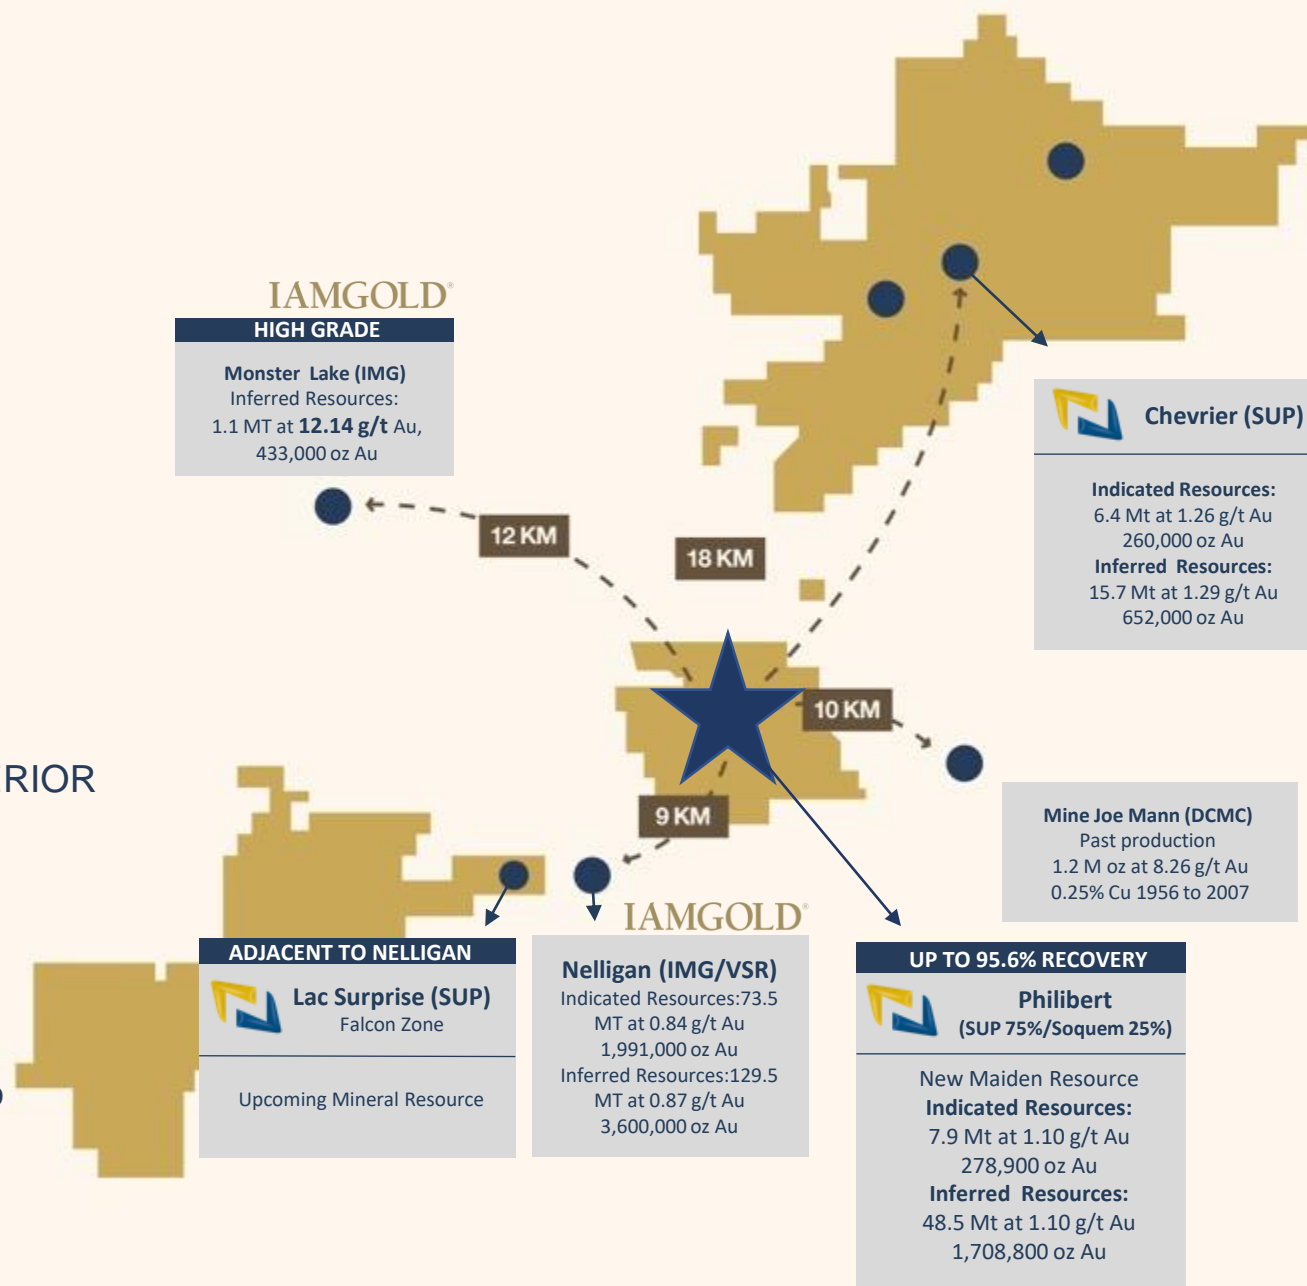 IAMGOLD®
HIGH GRADE
Monster Lake (IMG)
Inferred Resources:
1.1 MT at 12.14 g/t Au,
433,000 oz Au
12 KM
18 KM
Chevrier (SUP)
Indicated Resources:
6.4 Mt at 1.26 g/t Au
260,000 oz Au
Inferred Resources:
15.7 Mt at 1.29 g/t Au
652,000 oz Au
10 KM
ERIOR
9 KM
Mine Joe Mann (DCMC)
Past production
1.2 M oz at 8.26 g/t Au
0.25% Cu 1956 to 2007
IAMGOLD®
ADJACENT TO NELLIGAN
Lac Surprise (SUP)
Falcon Zone
Upcoming Mineral Resource
Nelligan (IMG/VSR)
Indicated Resources:73.5
MT at 0.84 g/t Au
1,991,000 oz Au
Inferred Resources:129.5
MT at 0.87 g/t Au
3,600,000 oz Au
UP TO 95.6% RECOVERY
Philibert
(SUP 75%/Soquem 25%)
New Maiden Resource
Indicated Resources:
7.9 Mt at 1.10 g/t Au
278,900 oz Au
Inferred Resources:
48.5 Mt at 1.10 g/t Au
1,708,800 oz Au